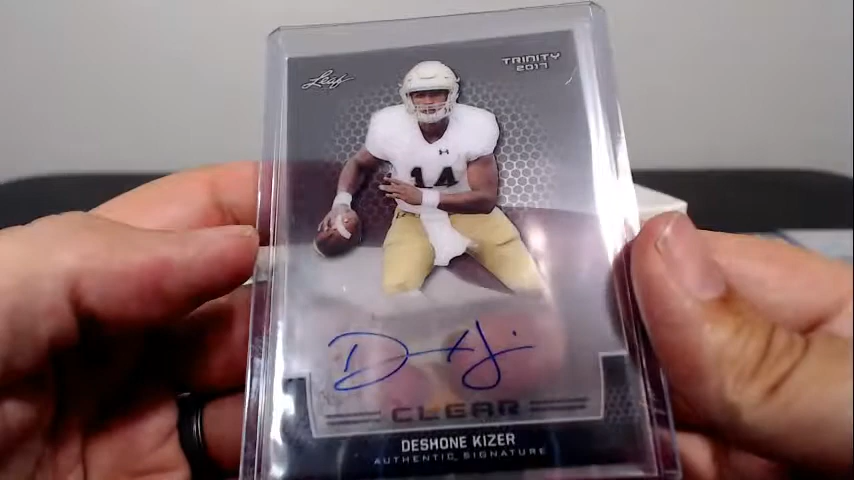 Leaf
TRINITY
2017
14
CLEAR
DESHONE KIZER
AUTHENTIC SIGNATURE